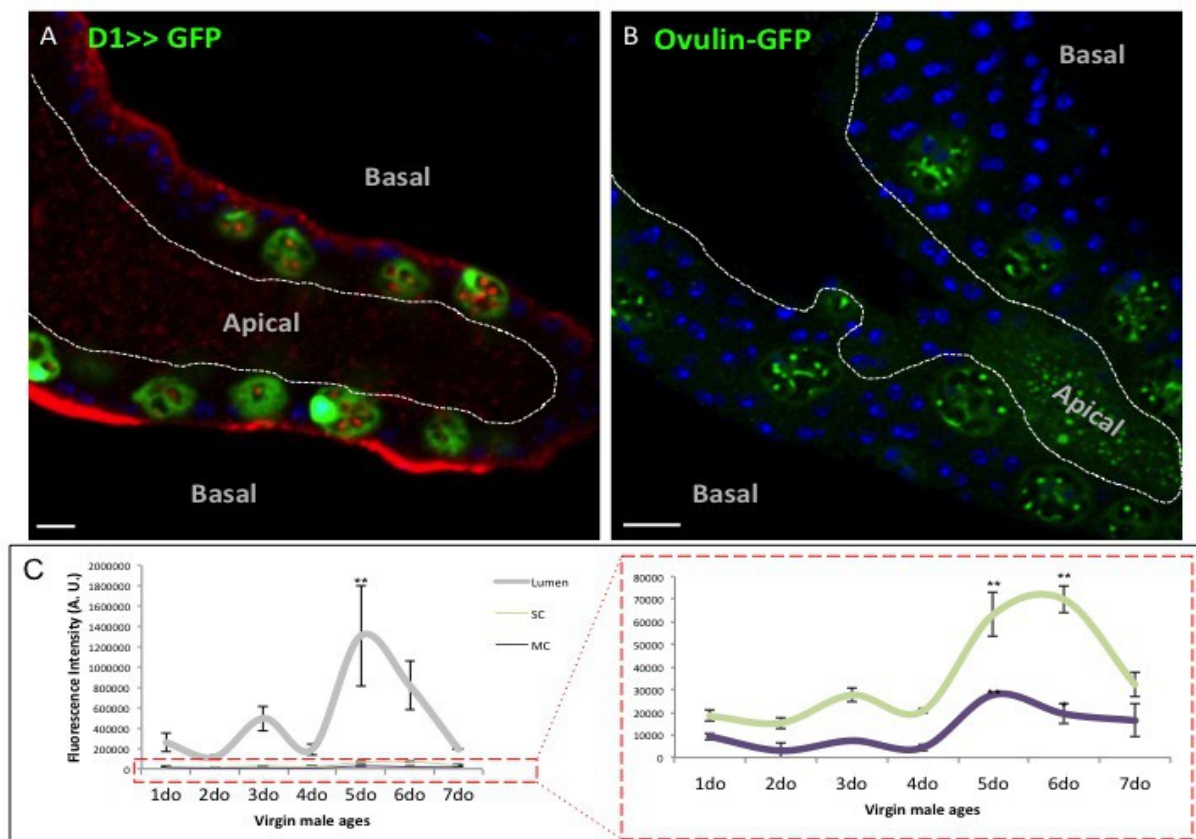 A D1>> GFP
Basal
Apical
Basal
B Ovulin-GFP
Basal
Apical
Basal
C
Fluorescence Intensity (A. U.)
2000000
1800000
1600000
1400000
1200000
1000000
800000
600000
400000
200000
0
**
Lumen
SC
MC
1do 2do 3do 4do 5do 6do 7do
Virgin male ages
80000
70000
60000
50000
40000
30000
20000
10000
0
** **
**
*
1do 2do 3do 4do 5do 6do 7do
Virgin male ages